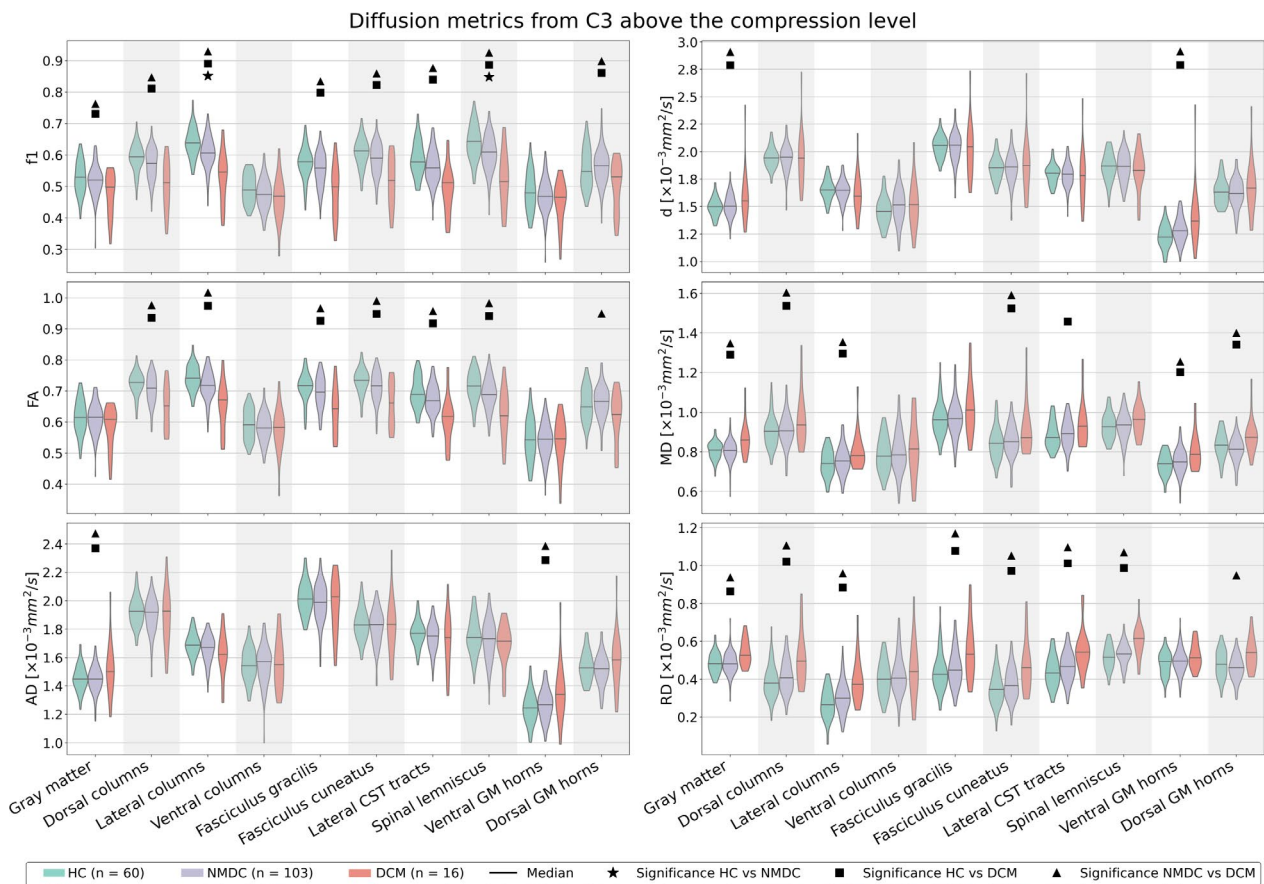 Diffusion metrics from C3 above the compression level
f1
0.9
0.8
0.7
0.6
0.5
0.4
0.3
d [×10⁻³mm²/s]
3.0
2.8
2.5
2.2
2.0
1.8
1.5
1.2
1.0
FA
1.0
0.9
0.8
0.7
0.6
0.5
0.4
MD [×10⁻³mm²/s]
1.6
1.4
1.2
1.0
0.8
0.6
AD [×10⁻³mm²/s]
2.4
2.2
2.0
1.8
1.6
1.4
1.2
1.0
RD [×10⁻³mm²/s]
1.2
1.0
0.8
0.6
0.4
0.2
Gray matter
Dorsal columns
Lateral columns
Ventral columns
Fasciculus gracilis
Fasciculus cuneatus
Lateral CST tracts
Spinal lemniscus
Ventral GM horns
Dorsal GM horns
Gray matter
Dorsal columns
Lateral columns
Ventral columns
Fasciculus gracilis
Fasciculus cuneatus
Lateral CST tracts
Spinal lemniscus
Ventral GM horns
Dorsal GM horns
HC (n = 60) NMDC (n = 103) DCM (n = 16) Median Significance HC vs NMDC Significance HC vs DCM Significance NMDC vs DCM